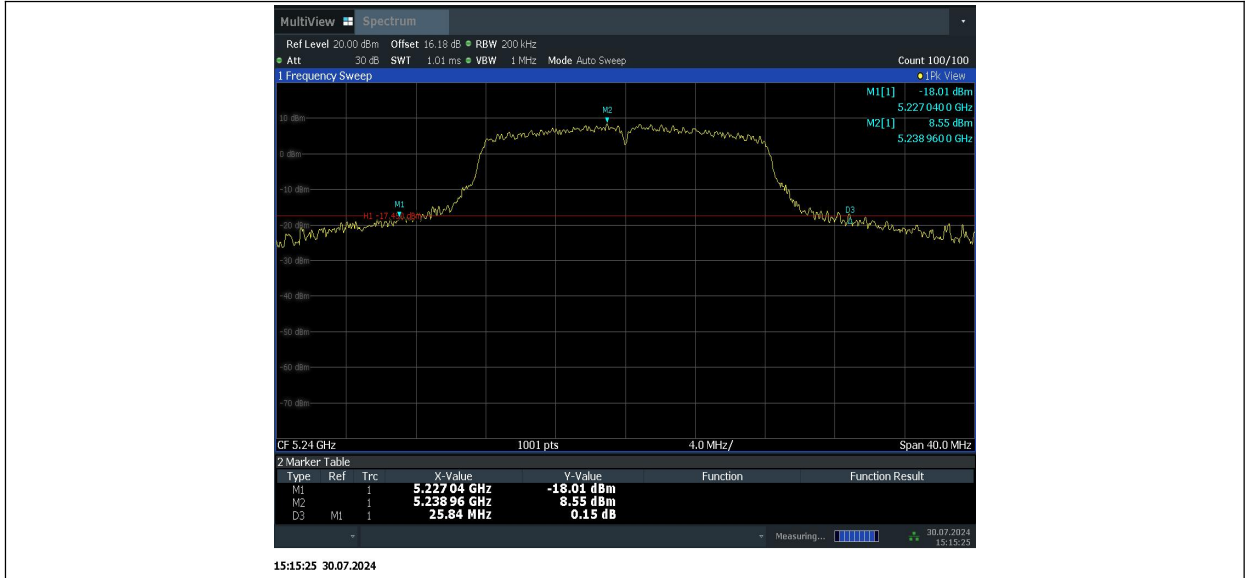 MultiView Spectrum
Ref Level 20.00 dBm Offset 16.18 dB RBW 200 kHz
Att 30 dB SWT 1.01 ms VBW 1 MHz Mode Auto Sweep Count 100/100
1 Frequency Sweep 1Pk View
M1[1] -18.01 dBm
5.227 040 0 GHz
M2[1] 8.55 dBm
5.238 960 0 GHz
M2
10 dBm
0 dBm
-10 dBm
M1
D3
H1 -17.450 dBm
-20 dBm
-30 dBm
-40 dBm
-50 dBm
-60 dBm
-70 dBm
CF 5.24 GHz 1001 pts 4.0 MHz/ Span 40.0 MHz
2 Marker Table
Type Ref Trc X-Value Y-Value Function Function Result
M1 1 5.227 04 GHz -18.01 dBm
M2 1 5.238 96 GHz 8.55 dBm
D3 M1 1 25.84 MHz 0.15 dB
Measuring... 30.07.2024
15:15:25
15:15:25 30.07.2024